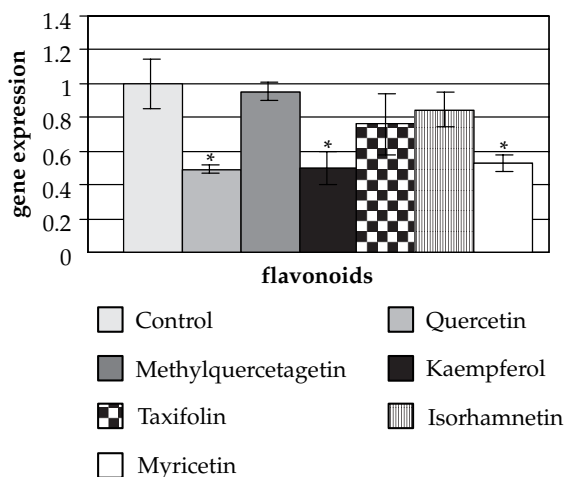 1.4
1.2
1
0.8
0.6
0.4
0.2
0
gene expression
* * *
flavonoids
Control
Quercetin
Methylquercetagetin
Kaempferol
Taxifolin
Isorhamnetin
Myricetin